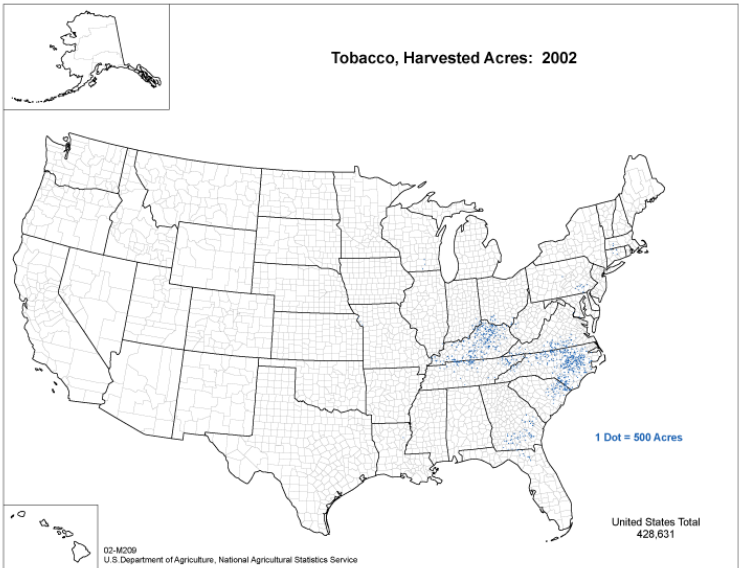 Tobacco, Harvested Acres: 2002
1 Dot = 500 Acres
United States Total
428,631
02-M209
U.S.Department of Agriculture, National Agricultural Statistics Service